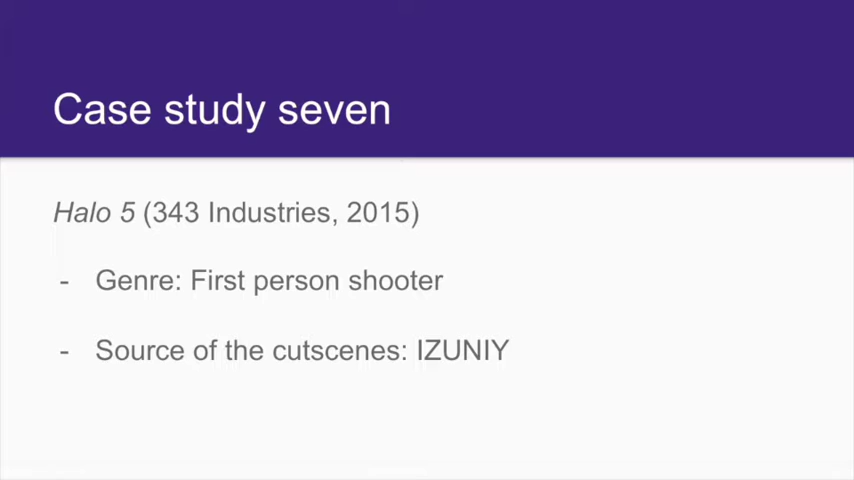 Case study seven
Halo 5 (343 Industries, 2015)
- Genre: First person shooter
- Source of the cutscenes: IZUNIY